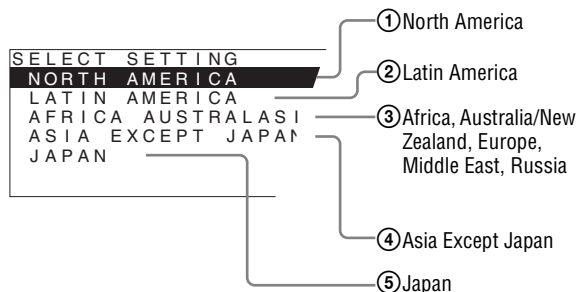 SELECT SETTING
NORTH AMERICA
LATIN AMERICA
AFRICA AUSTRALASI
ASIA EXCEPT JAPAN
JAPAN
①North America
②Latin America
③Africa, Australia/New
Zealand, Europe,
Middle East, Russia
④Asia Except Japan
⑤Japan